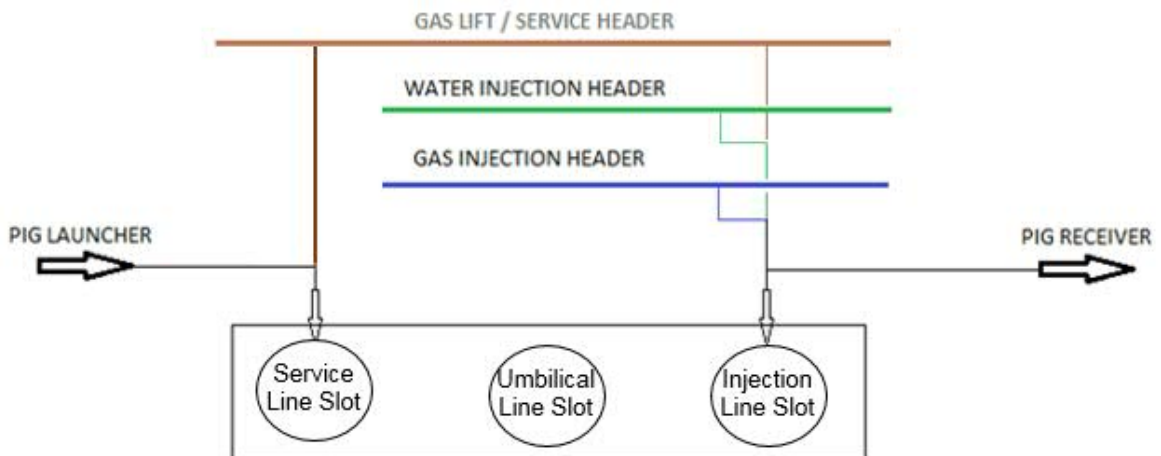 GAS LIFT / SERVICE HEADER
WATER INJECTION HEADER
GAS INJECTION HEADER
PIG LAUNCHER
PIG RECEIVER
Service
Line Slot
Umbilical
Line Slot
Injection
Line Slot